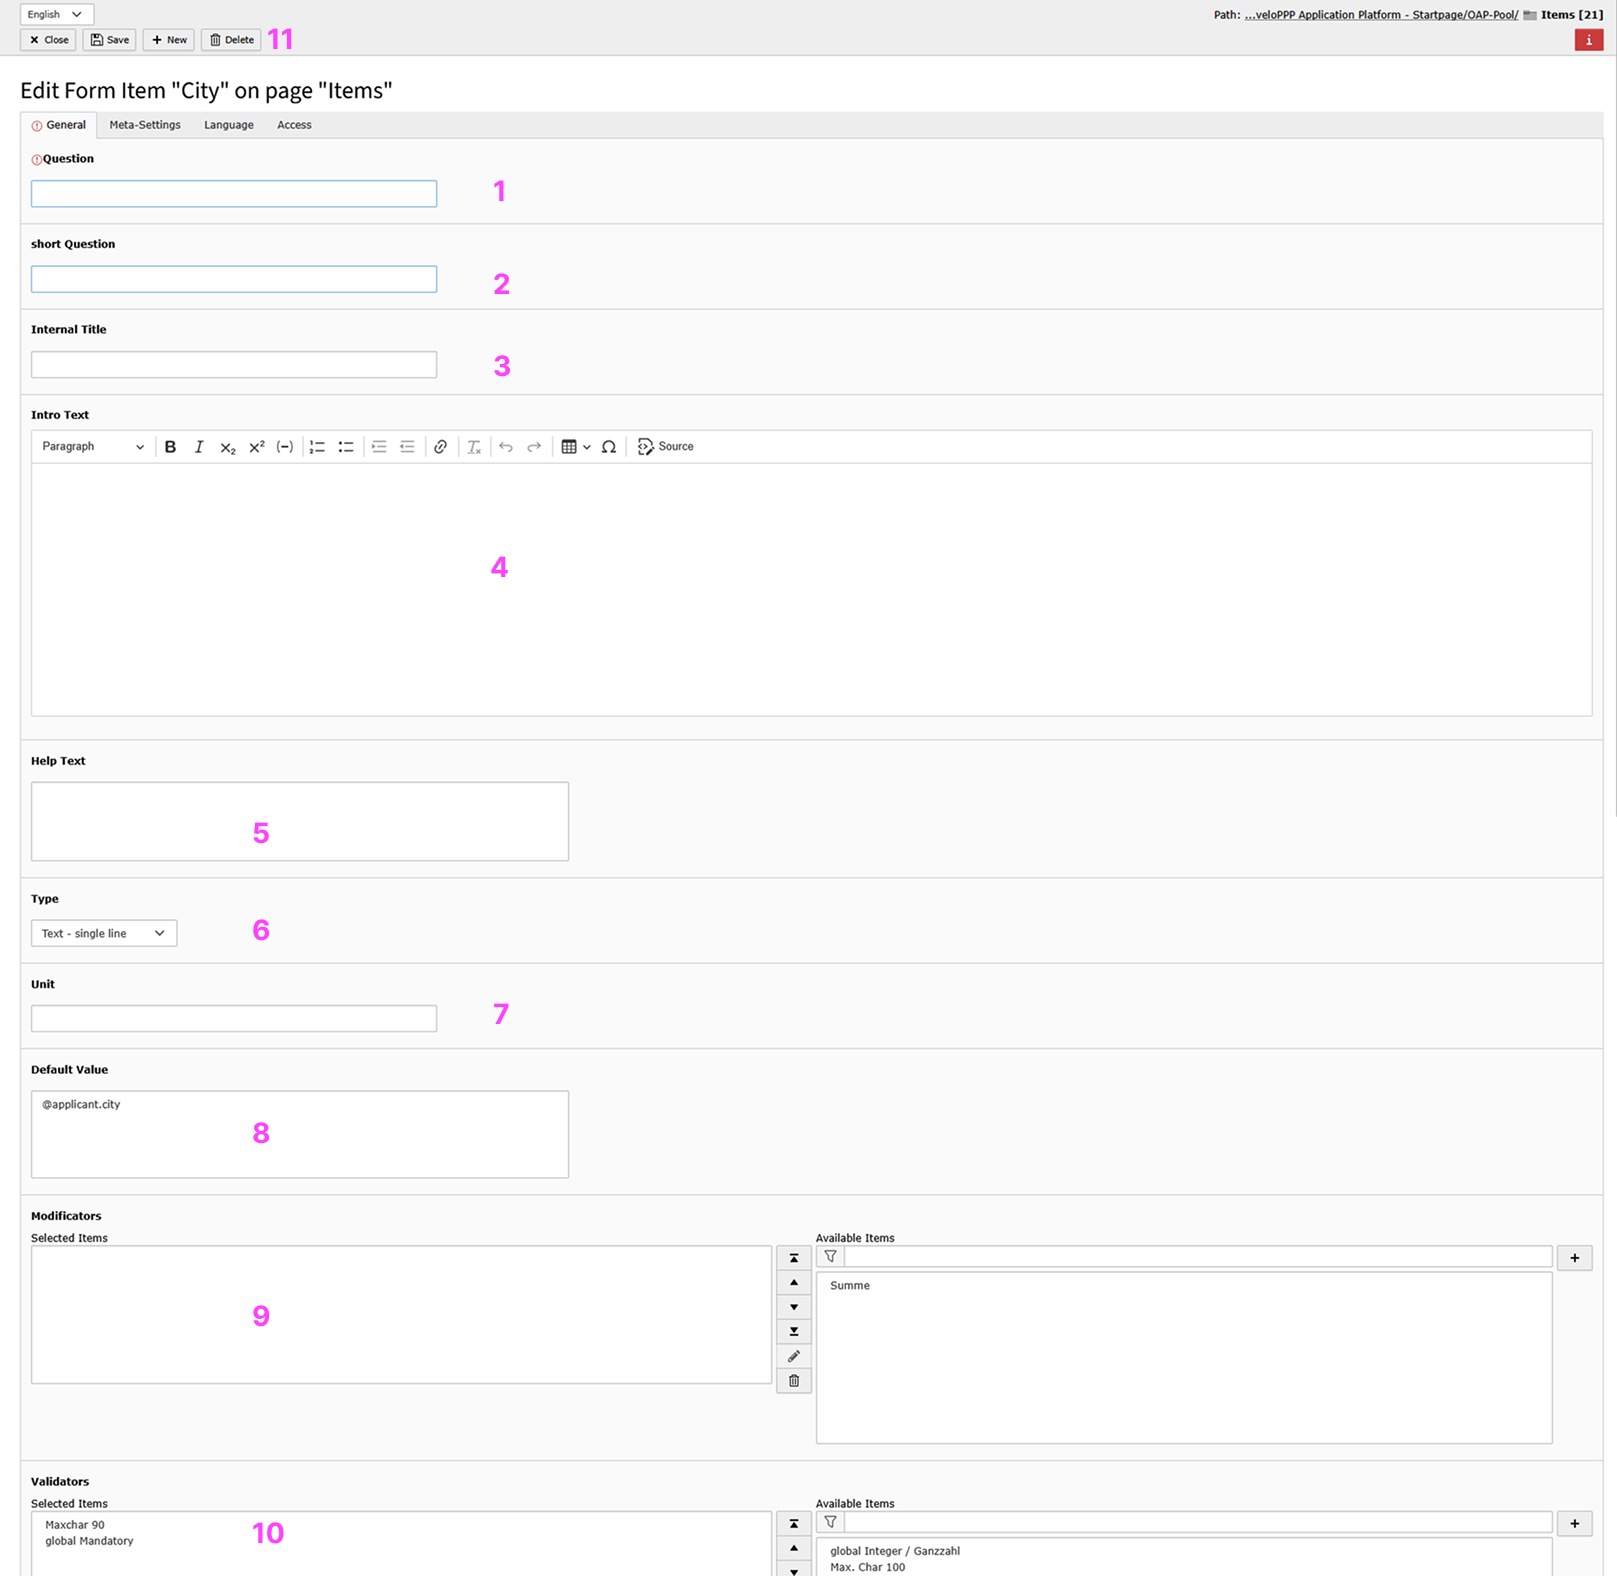 English
Path: ...veloPPP Application Platform - Startpage/OAP-Pool/ Items [21]
Close Save New Delete 11
Edit Form Item "City" on page "Items"
General Meta-Settings Language Access
Question
1
short Question
2
Internal Title
3
Intro Text
Paragraph B I x₂ x² (-) Ω Source
4
Help Text
5
Type
Text - single line 6
Unit
7
Default Value
@applicant.city
8
Modificators
Selected Items Available Items
Summe
9
Validators
Selected Items Available Items
Maxchar 90
global Mandatory
10
global Integer / Ganzzahl
Max. Char 100